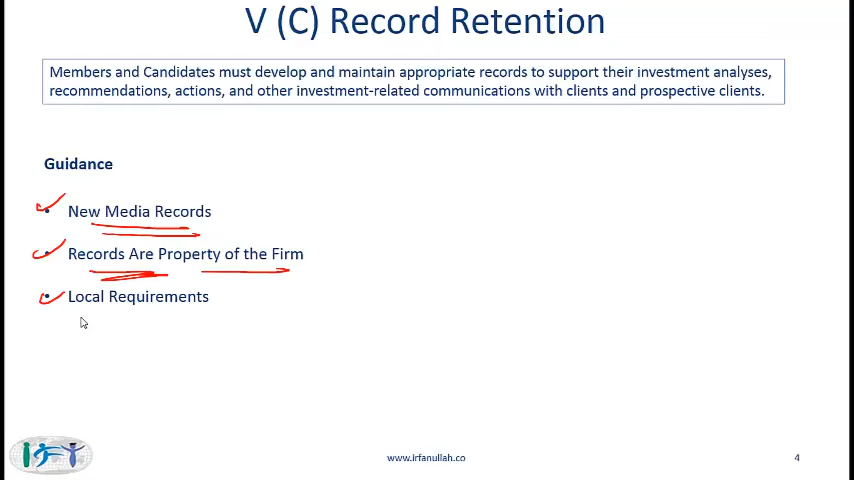 V (C) Record Retention
Members and Candidates must develop and maintain appropriate records to support their investment analyses,
recommendations, actions, and other investment-related communications with clients and prospective clients.
Guidance
• New Media Records
• Records Are Property of the Firm
• Local Requirements
IFT
www.irfanullah.co
4